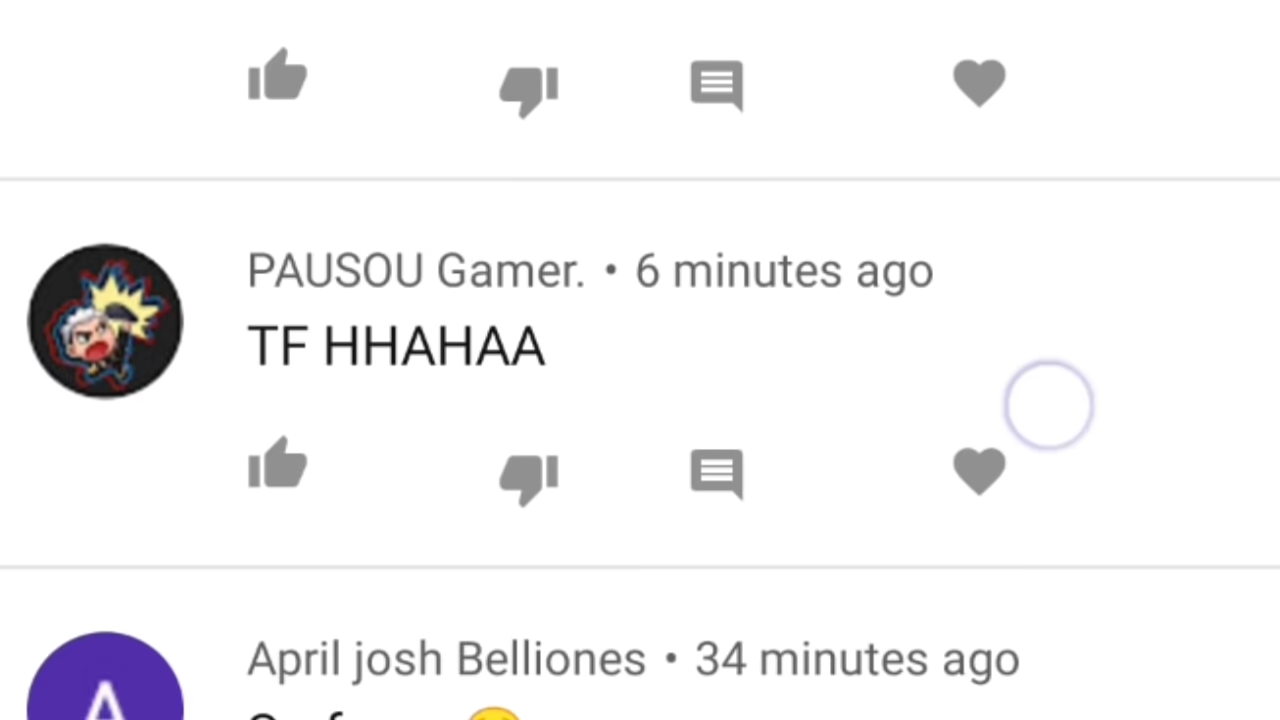 PAUSOU Gamer. • 6 minutes ago
TF HHAHAA
April josh Belliones • 34 minutes ago
A